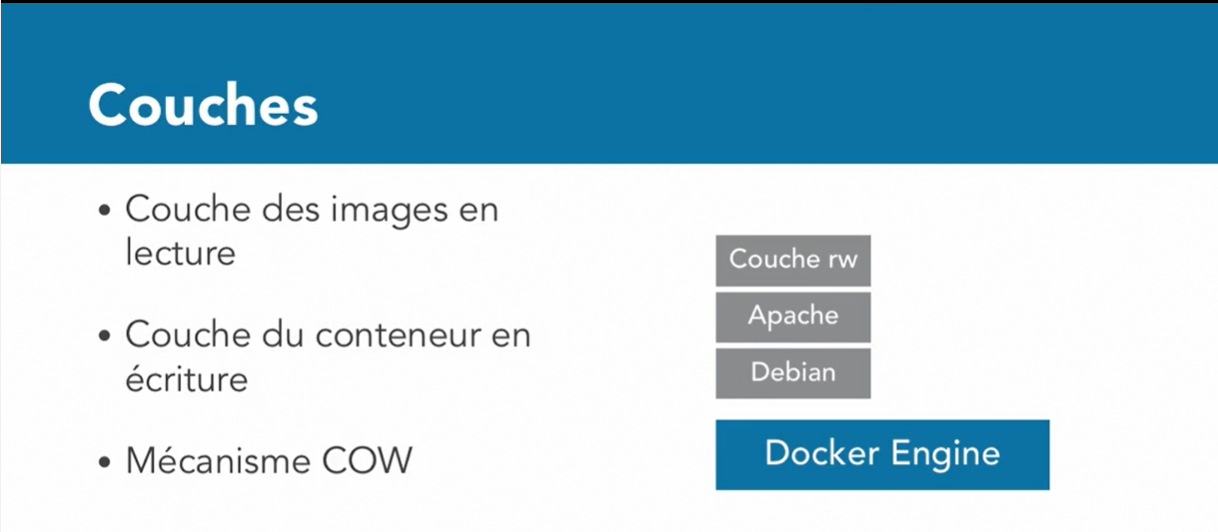 Couches
• Couche des images en
lecture
• Couche du conteneur en
écriture
• Mécanisme COW
Couche rw
Apache
Debian
Docker Engine